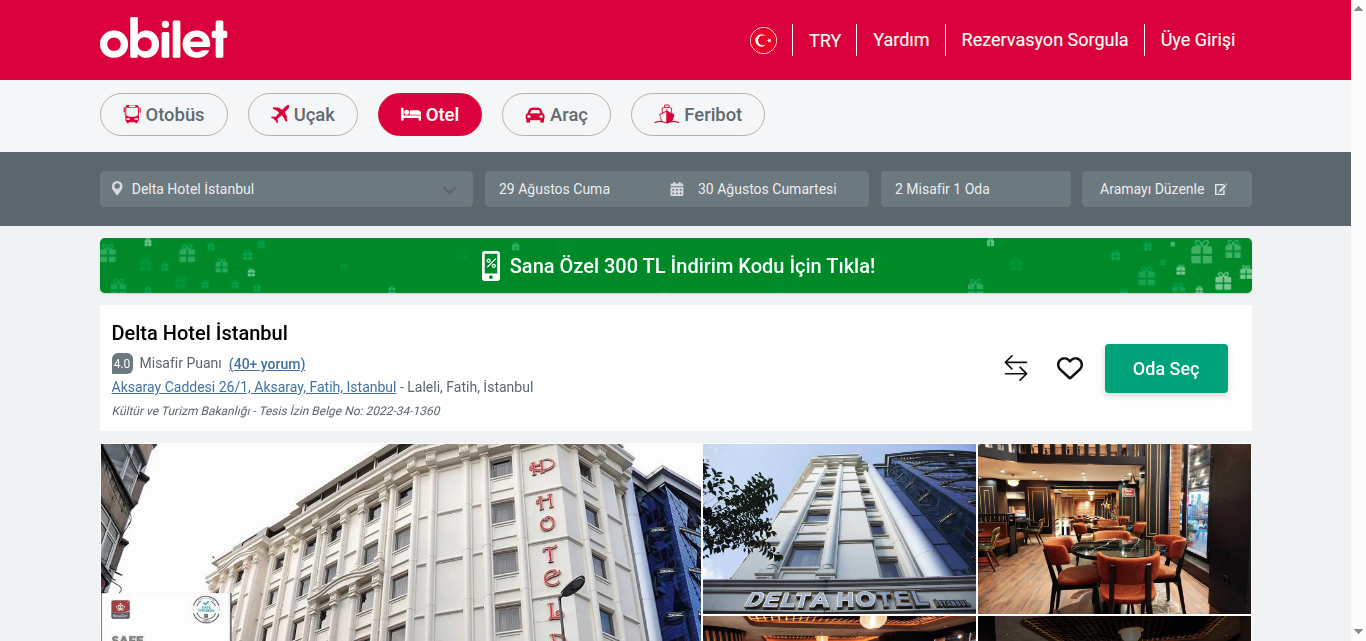 obilet
TRY
Yardım
Rezervasyon Sorgula
Üye Girişi
Otobüs
Uçak
Otel
Araç
Feribot
Delta Hotel İstanbul
29 Ağustos Cuma
30 Ağustos Cumartesi
2 Misafir 1 Oda
Aramayı Düzenle
Sana Özel 300 TL İndirim Kodu İçin Tıkla!
Delta Hotel İstanbul
4.0 Misafir Puanı (40+ yorum)
Aksaray Caddesi 26/1, Aksaray, Fatih, Istanbul - Laleli, Fatih, İstanbul
Kültür ve Turizm Bakanlığı - Tesis İzin Belge No: 2022-34-1360
Oda Seç
HOTEL
DELTA HOTEL İSTANBUL
SAFE